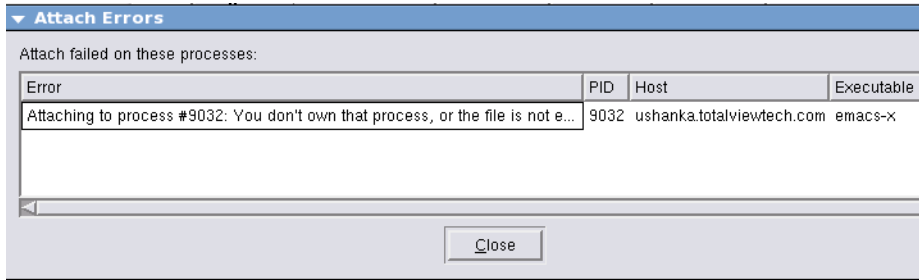 Attach Errors
Attach failed on these processes:
Error PID Host Executable
Attaching to process #9032: You don't own that process, or the file is not e... 9032 ushanka.totalviewtech.com emacs-x
Close